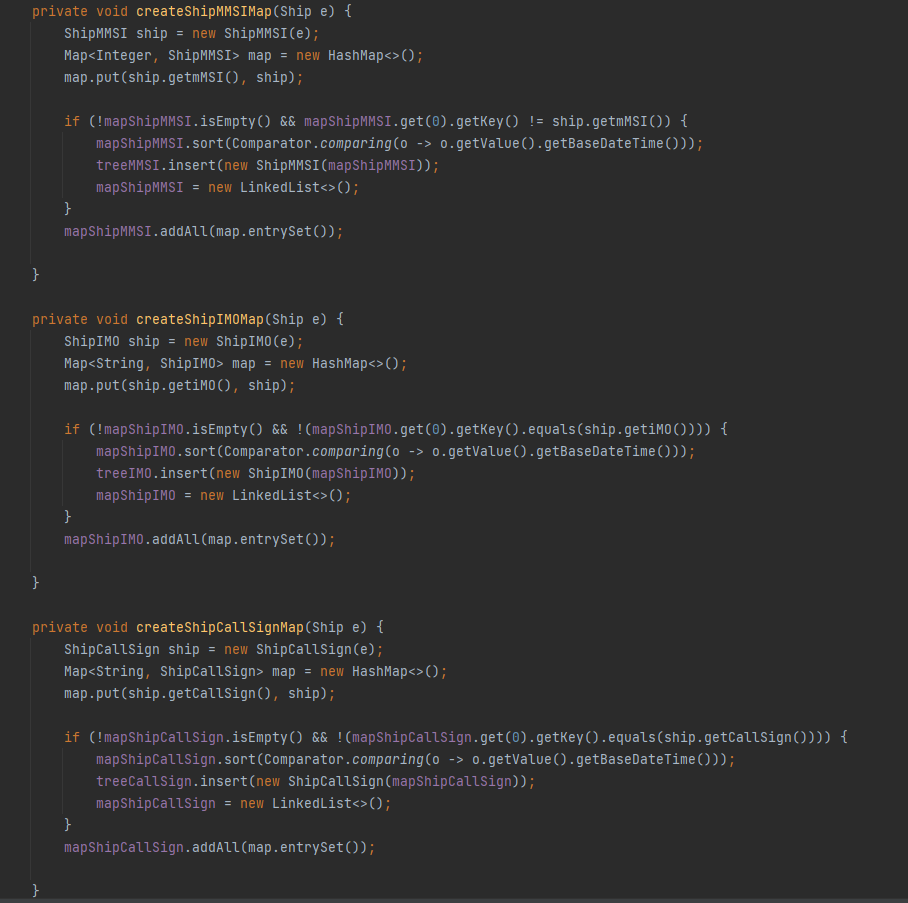 private void createShipMMSIMap(Ship e) {
    ShipMMSI ship = new ShipMMSI(e);
    Map<Integer, ShipMMSI> map = new HashMap<>();
    map.put(ship.getmMSI(), ship);

    if (!mapShipMMSI.isEmpty() && mapShipMMSI.get(0).getKey() != ship.getmMSI()) {
        mapShipMMSI.sort(Comparator.comparing(o -> o.getValue().getBaseDateTime()));
        treeMMSI.insert(new ShipMMSI(mapShipMMSI));
        mapShipMMSI = new LinkedList<>();
    }
    mapShipMMSI.addAll(map.entrySet());

}

private void createShipIMOMap(Ship e) {
    ShipIMO ship = new ShipIMO(e);
    Map<String, ShipIMO> map = new HashMap<>();
    map.put(ship.getiMO(), ship);

    if (!mapShipIMO.isEmpty() && !(mapShipIMO.get(0).getKey().equals(ship.getiMO()))) {
        mapShipIMO.sort(Comparator.comparing(o -> o.getValue().getBaseDateTime()));
        treeIMO.insert(new ShipIMO(mapShipIMO));
        mapShipIMO = new LinkedList<>();
    }
    mapShipIMO.addAll(map.entrySet());

}

private void createShipCallSignMap(Ship e) {
    ShipCallSign ship = new ShipCallSign(e);
    Map<String, ShipCallSign> map = new HashMap<>();
    map.put(ship.getCallSign(), ship);

    if (!mapShipCallSign.isEmpty() && !(mapShipCallSign.get(0).getKey().equals(ship.getCallSign()))) {
        mapShipCallSign.sort(Comparator.comparing(o -> o.getValue().getBaseDateTime()));
        treeCallSign.insert(new ShipCallSign(mapShipCallSign));
        mapShipCallSign = new LinkedList<>();
    }
    mapShipCallSign.addAll(map.entrySet());

}